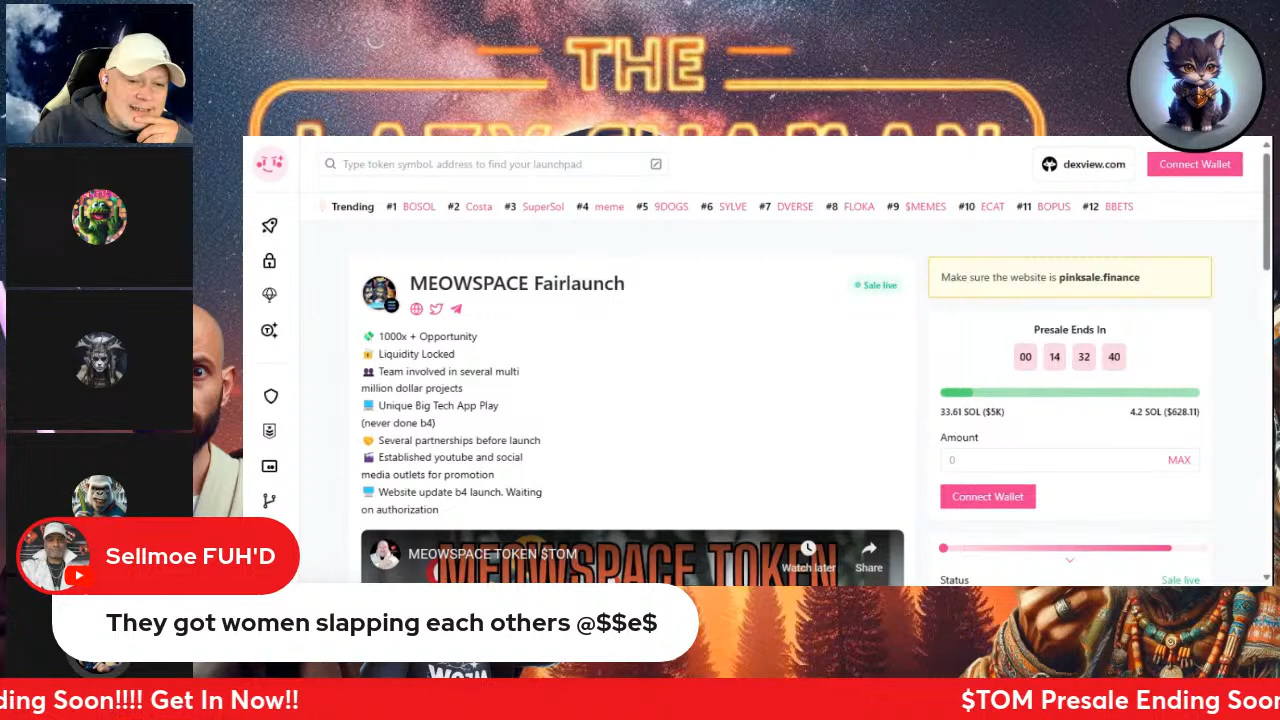 THE
LAZY SHAMAN
Type token symbol, address to find your launchpad
dexview.com
Connect Wallet
Trending #1 BOSOL #2 Costa #3 SuperSol #4 meme #5 9DOGS #6 SYLVE #7 DVERSE #8 FLOKA #9 $MEMES #10 ECAT #11 BOPUS #12 BBETS
MEOWSPACE Fairlaunch
Sale live
1000x + Opportunity
Liquidity Locked
Team involved in several multi
million dollar projects
Unique Big Tech App Play
(never done b4)
Several partnerships before launch
Established youtube and social
media outlets for promotion
Website update b4 launch. Waiting
on authorization
MEOWSPACE TOKEN $TOM
MEOWSPACE TOKEN
Watch later
Share
Make sure the website is pinksale.finance
Presale Ends In
00 14 32 40
33.61 SOL ($5K) 4.2 SOL ($628.11)
Amount
0 MAX
Connect Wallet
Status Sale live
Sellmoe FUH'D
They got women slapping each others @$$e$
ding Soon!!!! Get In Now!! $TOM Presale Ending Soon